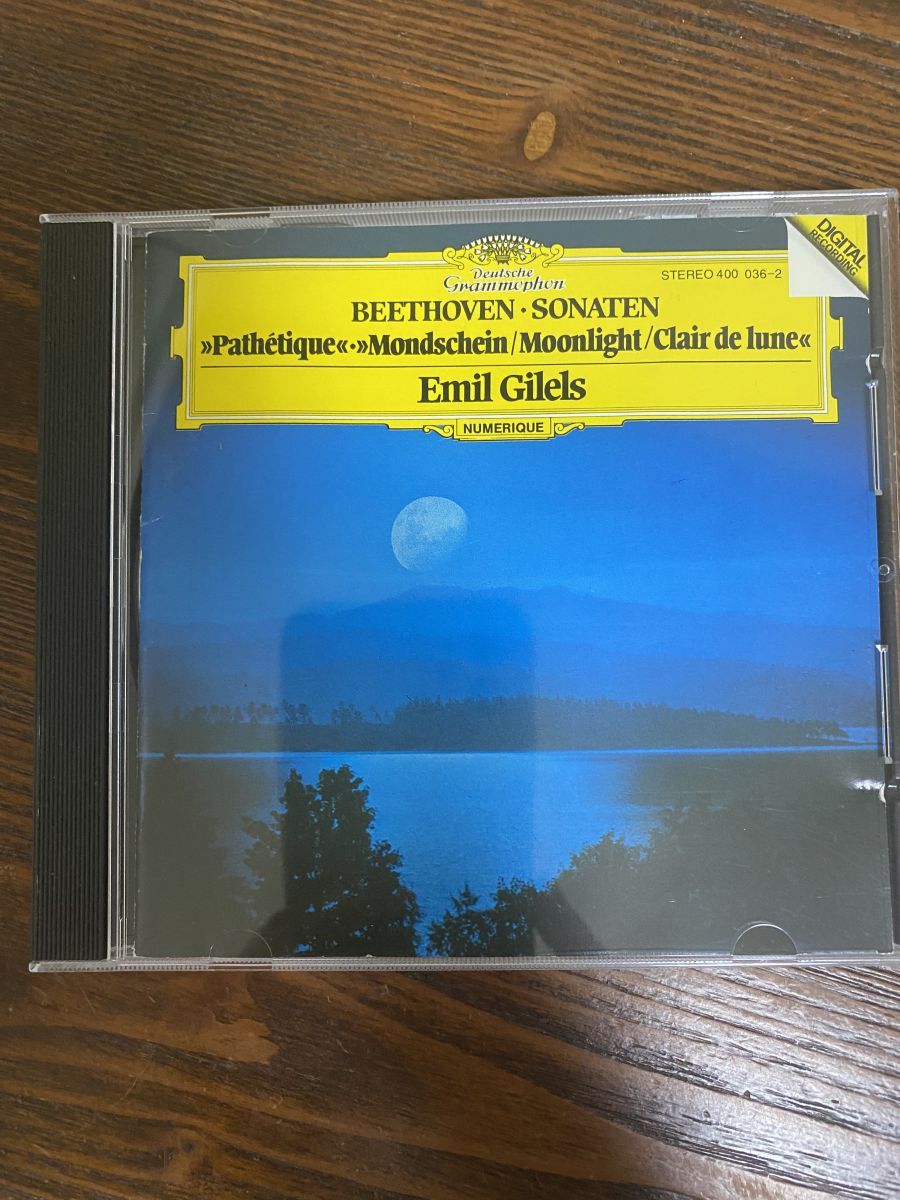 DIGITAL
RECORDING
Deutsche
Grammophon
STEREO 400 036-2
BEETHOVEN · SONATEN
»Pathétique«·»Mondschein/Moonlight/Clair de lune«
Emil Gilels
NUMERIQUE